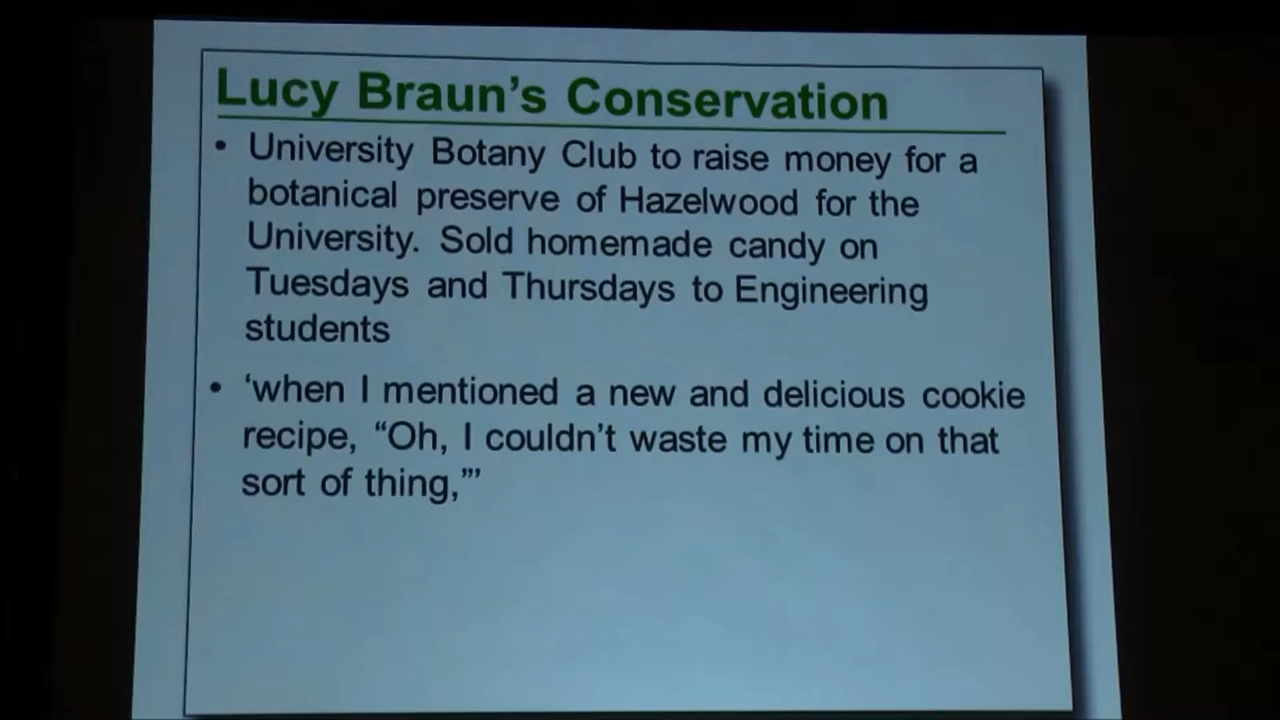 Lucy Braun’s Conservation
• University Botany Club to raise money for a
botanical preserve of Hazelwood for the
University. Sold homemade candy on
Tuesdays and Thursdays to Engineering
students
• ‘when I mentioned a new and delicious cookie
recipe, “Oh, I couldn’t waste my time on that
sort of thing,”’